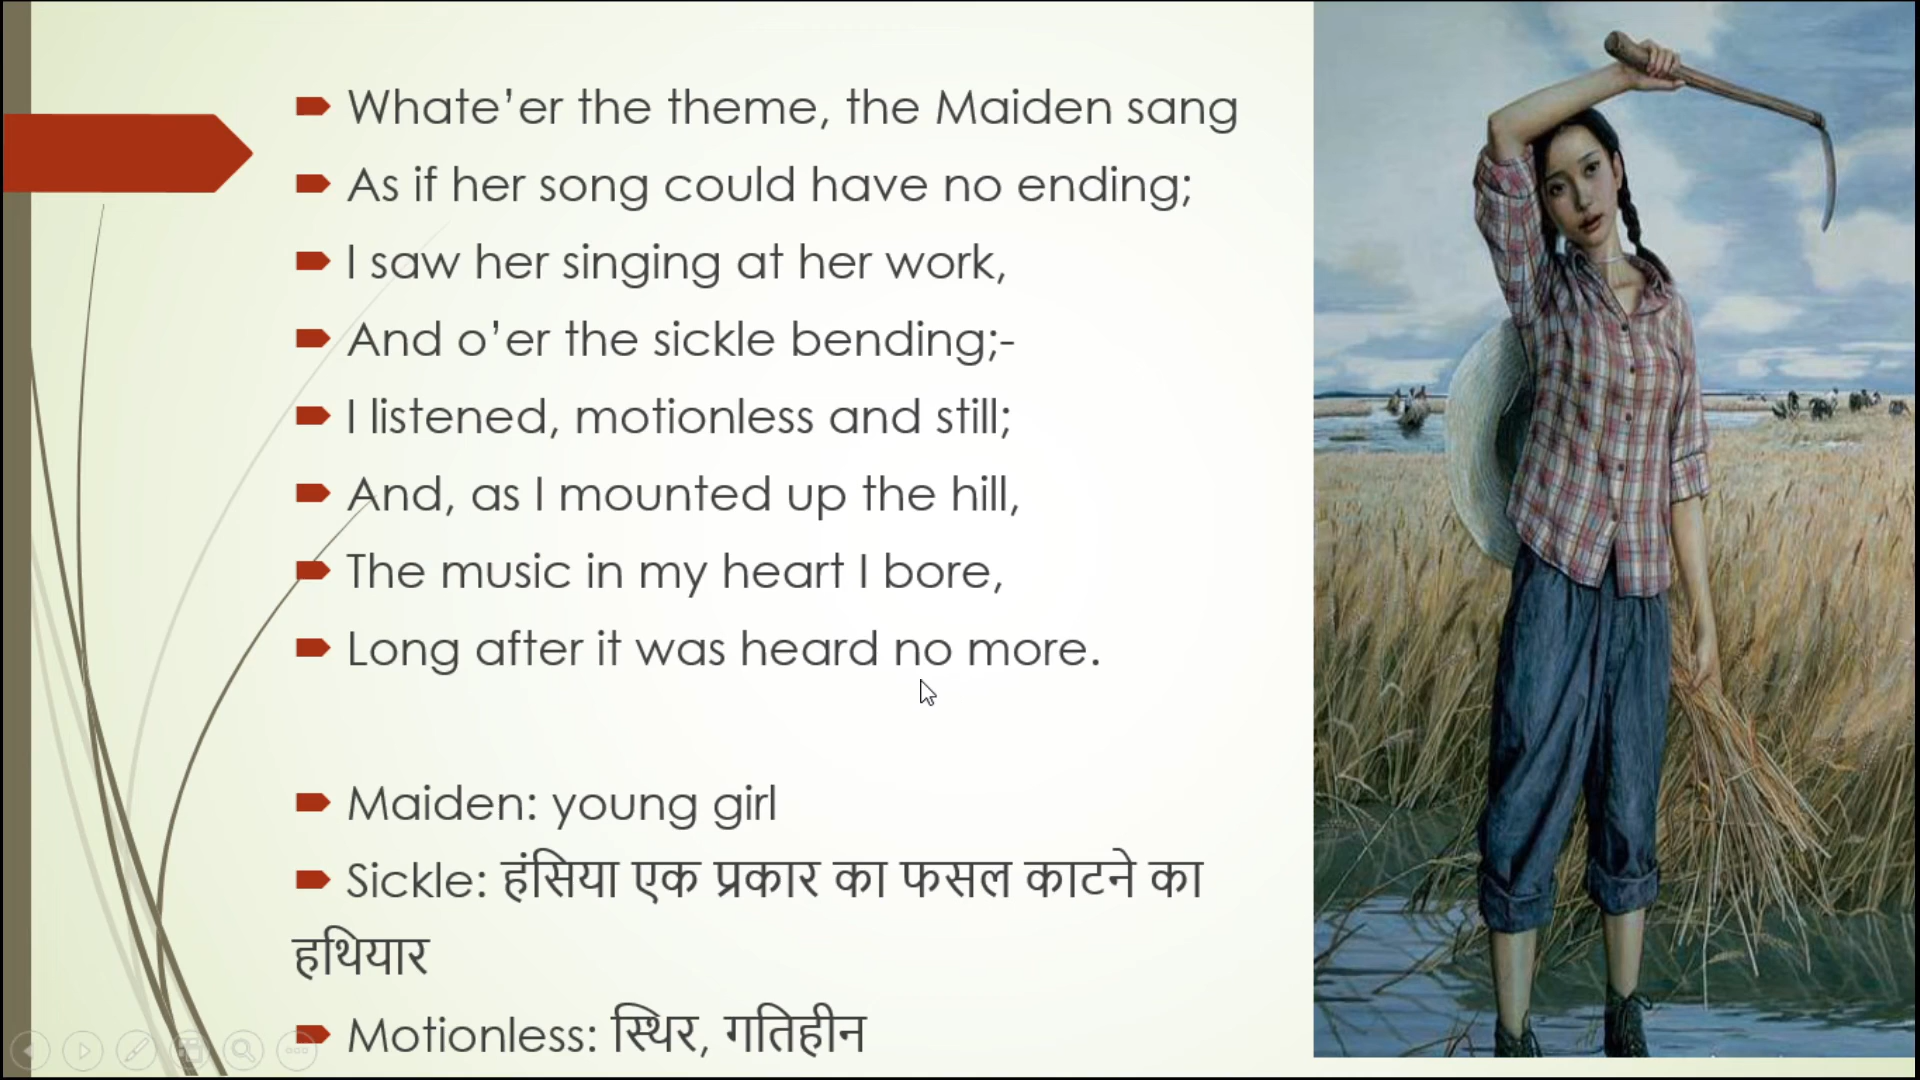 Whate’er the theme, the Maiden sang
As if her song could have no ending;
I saw her singing at her work,
And o’er the sickle bending;-
I listened, motionless and still;
And, as I mounted up the hill,
The music in my heart I bore,
Long after it was heard no more.
Maiden: young girl
Sickle: हंसिया एक प्रकार का फसल काटने का
हथियार
Motionless: स्थिर, गतिहीन